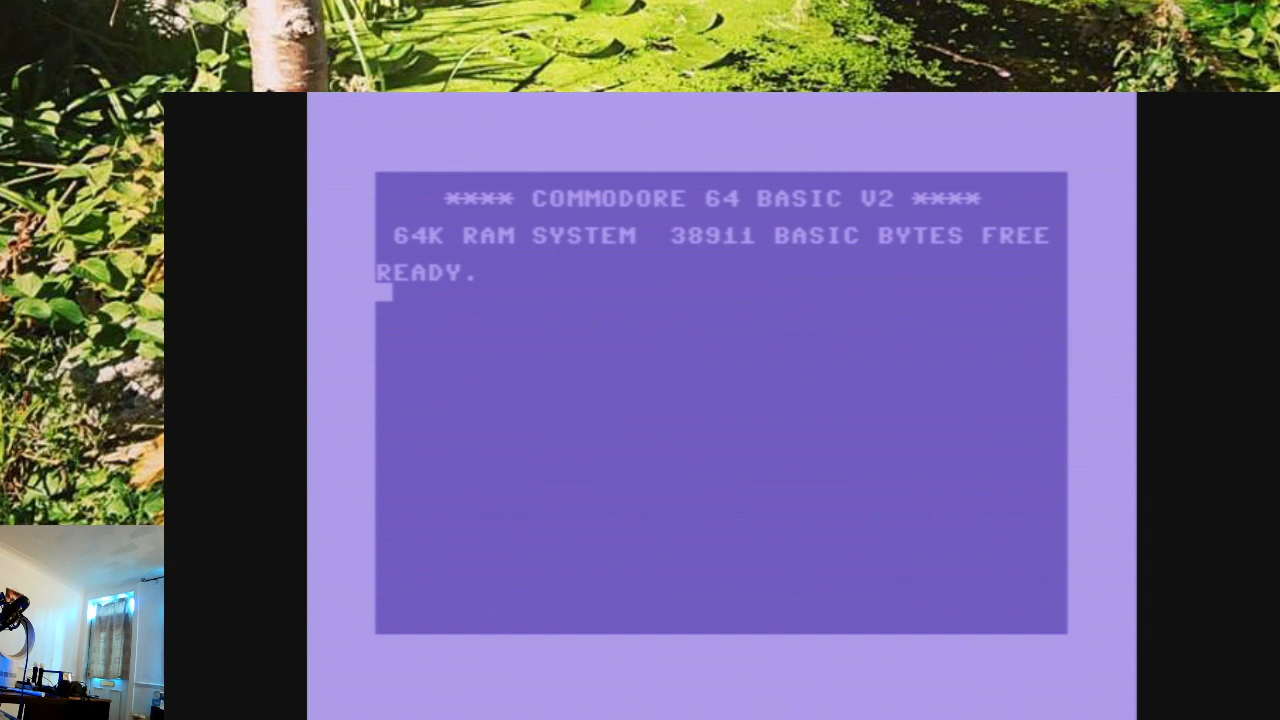 **** COMMODORE 64 BASIC V2 ****
64K RAM SYSTEM  38911 BASIC BYTES FREE
READY.